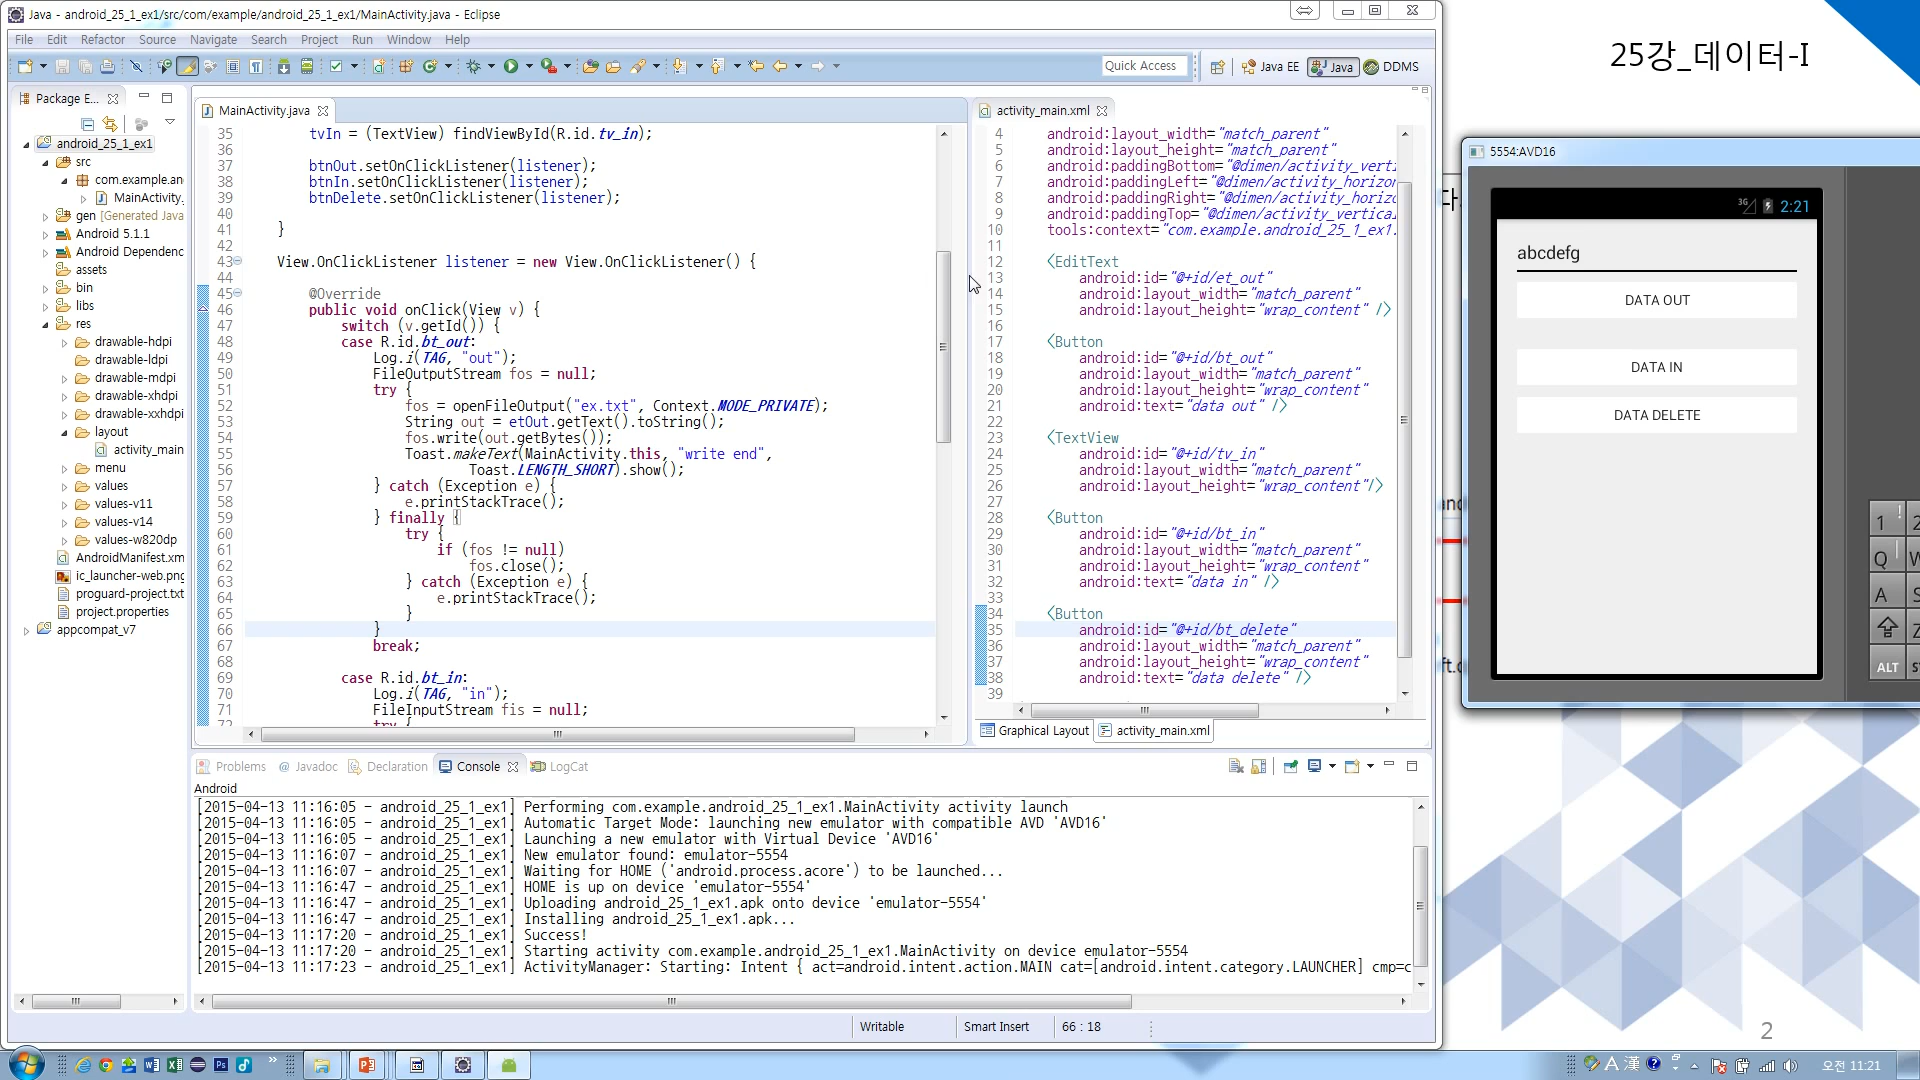 Java - android_25_1_ex1/src/com/example/android_25_1_ex1/MainActivity.java - Eclipse
File Edit Refactor Source Navigate Search Project Run Window Help
Quick Access
Java EE
Java
DDMS
Package E...
android_25_1_ex1
src
com.example.an
MainActivity.
gen [Generated Java
Android 5.1.1
Android Dependenc
assets
bin
libs
res
drawable-hdpi
drawable-ldpi
drawable-mdpi
drawable-xhdpi
drawable-xxhdpi
layout
activity_main
menu
values
values-v11
values-v14
values-w820dp
AndroidManifest.xm
ic_launcher-web.png
proguard-project.txt
project.properties
appcompat_v7
MainActivity.java
35 tvIn = (TextView) findViewById(R.id.tv_in);
36
37 btnOut.setOnClickListener(listener);
38 btnIn.setOnClickListener(listener);
39 btnDelete.setOnClickListener(listener);
40
41 }
42
43 View.OnClickListener listener = new View.OnClickListener() {
44
45 @Override
46 public void onClick(View v) {
47 switch (v.getId()) {
48 case R.id.bt_out:
49 Log.i(TAG, "out");
50 FileOutputStream fos = null;
51 try {
52 fos = openFileOutput("ex.txt", Context.MODE_PRIVATE);
53 String out = etOut.getText().toString();
54 fos.write(out.getBytes());
55 Toast.makeText(MainActivity.this, "write end",
56 Toast.LENGTH_SHORT).show();
57 } catch (Exception e) {
58 e.printStackTrace();
59 } finally {
60 try {
61 if (fos != null)
62 fos.close();
63 } catch (Exception e) {
64 e.printStackTrace();
65 }
66 }
67 break;
68
69 case R.id.bt_in:
70 Log.i(TAG, "in");
71 FileInputStream fis = null;
72 try {
activity_main.xml
4 android:layout_width="match_parent"
5 android:layout_height="match_parent"
6 android:paddingBottom="@dimen/activity_verti
7 android:paddingLeft="@dimen/activity_horizon
8 android:paddingRight="@dimen/activity_horizo
9 android:paddingTop="@dimen/activity_vertical
10 tools:context="com.example.android_25_1_ex1.
11
12 <EditText
13 android:id="@+id/et_out"
14 android:layout_width="match_parent"
15 android:layout_height="wrap_content" />
16
17 <Button
18 android:id="@+id/bt_out"
19 android:layout_width="match_parent"
20 android:layout_height="wrap_content"
21 android:text="data out" />
22
23 <TextView
24 android:id="@+id/tv_in"
25 android:layout_width="match_parent"
26 android:layout_height="wrap_content"/>
27
28 <Button
29 android:id="@+id/bt_in"
30 android:layout_width="match_parent"
31 android:layout_height="wrap_content"
32 android:text="data in" />
33
34 <Button
35 android:id="@+id/bt_delete"
36 android:layout_width="match_parent"
37 android:layout_height="wrap_content"
38 android:text="data delete" />
39
Graphical Layout
activity_main.xml
Problems @ Javadoc Declaration Console LogCat
Android
[2015-04-13 11:16:05 - android_25_1_ex1] Performing com.example.android_25_1_ex1.MainActivity activity launch
[2015-04-13 11:16:05 - android_25_1_ex1] Automatic Target Mode: launching new emulator with compatible AVD 'AVD16'
[2015-04-13 11:16:05 - android_25_1_ex1] Launching a new emulator with Virtual Device 'AVD16'
[2015-04-13 11:16:07 - android_25_1_ex1] New emulator found: emulator-5554
[2015-04-13 11:16:07 - android_25_1_ex1] Waiting for HOME ('android.process.acore') to be launched...
[2015-04-13 11:16:47 - android_25_1_ex1] HOME is up on device 'emulator-5554'
[2015-04-13 11:16:47 - android_25_1_ex1] Uploading android_25_1_ex1.apk onto device 'emulator-5554'
[2015-04-13 11:16:47 - android_25_1_ex1] Installing android_25_1_ex1.apk...
[2015-04-13 11:17:20 - android_25_1_ex1] Success!
[2015-04-13 11:17:20 - android_25_1_ex1] Starting activity com.example.android_25_1_ex1.MainActivity on device emulator-5554
[2015-04-13 11:17:23 - android_25_1_ex1] ActivityManager: Starting: Intent { act=android.intent.action.MAIN cat=[android.intent.category.LAUNCHER] cmp=c
Writable
Smart Insert
66 : 18
25강_데이터-I
5554:AVD16
3G 2:21
abcdefg
DATA OUT
DATA IN
DATA DELETE
1 ! 2
Q W
A S
Z
ALT
2
A 漢
오전 11:21